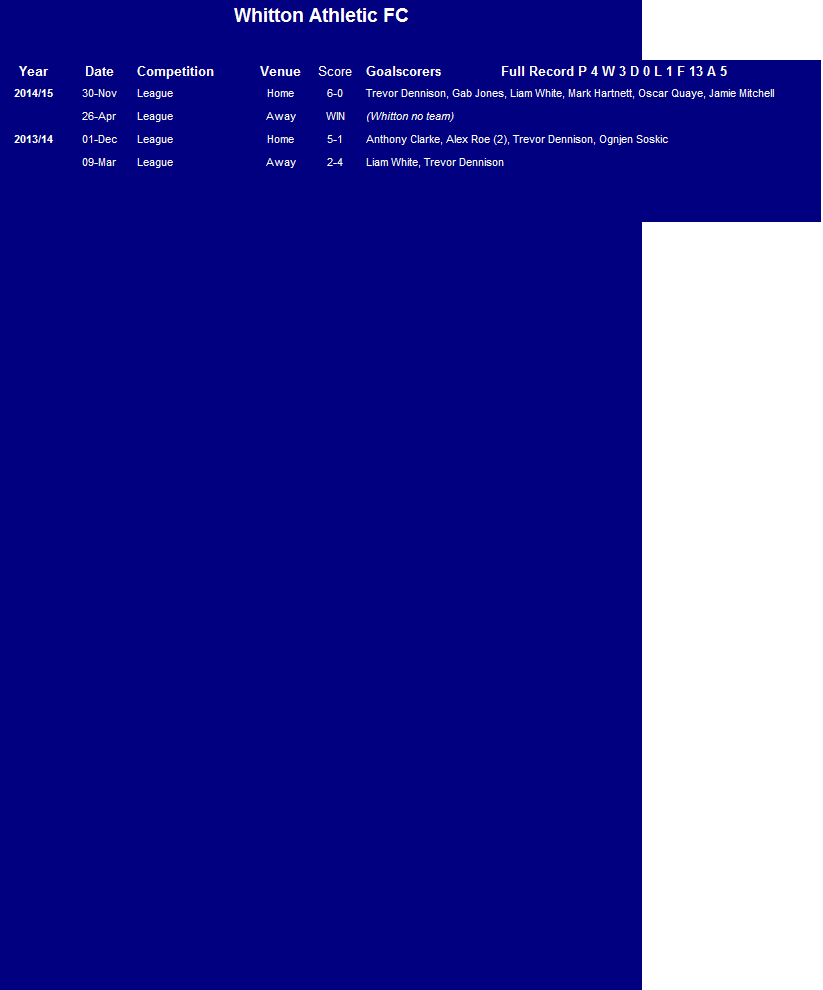 Whitton Athletic FC
Year Date Competition Venue Score Goalscorers Full Record P 4 W 3 D 0 L 1 F 13 A 5
2014/15 30-Nov League Home 6-0 Trevor Dennison, Gab Jones, Liam White, Mark Hartnett, Oscar Quaye, Jamie Mitchell
26-Apr League Away WIN (Whitton no team)
2013/14 01-Dec League Home 5-1 Anthony Clarke, Alex Roe (2), Trevor Dennison, Ognjen Soskic
09-Mar League Away 2-4 Liam White, Trevor Dennison